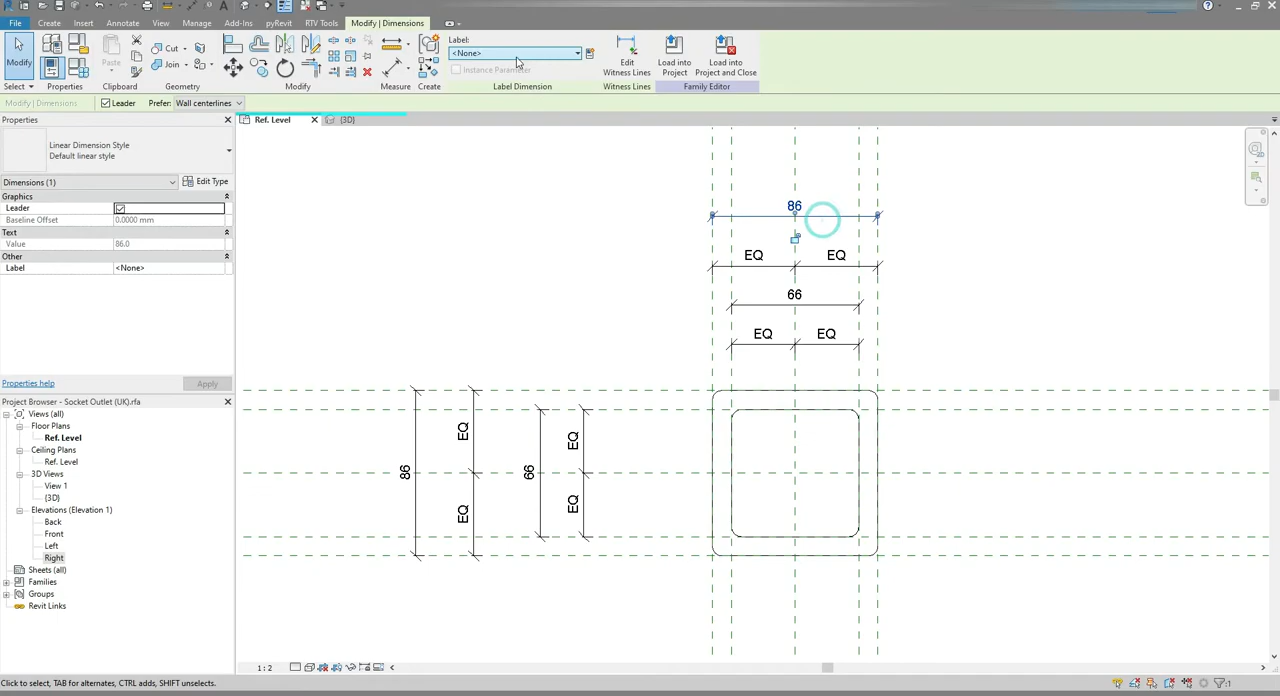 File Create Insert Annotate View Manage Add-Ins pyRevit RTV Tools Modify | Dimensions
Modify
Paste
Cut
Join
Label:
<None>
Instance Parameter
Edit
Witness Lines
Load into
Project
Load into
Project and Close
Select Properties Clipboard Geometry Modify Measure Create Label Dimension Witness Lines Family Editor
Modify | Dimensions Leader Prefer: Wall centerlines
Properties
Ref. Level {3D}
Linear Dimension Style
Default linear style
Dimensions (1) Edit Type
Graphics
Leader
Baseline Offset 0.0000 mm
Text
Value 86.0
Other
Label <None>
Properties help Apply
Project Browser - Socket Outlet (UK).rfa
Views (all)
Floor Plans
Ref. Level
Ceiling Plans
Ref. Level
3D Views
View 1
{3D}
Elevations (Elevation 1)
Back
Front
Left
Right
Sheets (all)
Families
Groups
Revit Links
86
EQ EQ
66
EQ EQ
86
EQ
EQ
66
EQ
EQ
1 : 2
Click to select, TAB for alternates, CTRL adds, SHIFT unselects.
:1